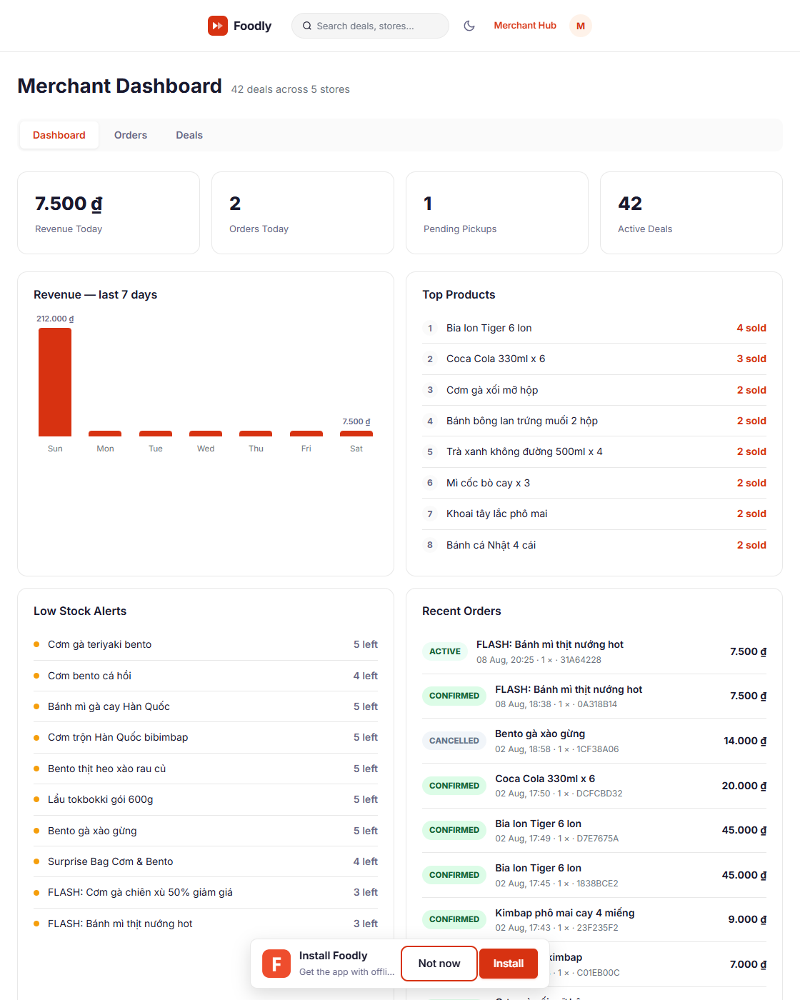 Foodly
Search deals, stores...
Merchant Hub
M
Merchant Dashboard
42 deals across 5 stores
Dashboard
Orders
Deals
7.500 ₫
Revenue Today
2
Orders Today
1
Pending Pickups
42
Active Deals
Revenue — last 7 days
212.000 ₫
7.500 ₫
Sun
Mon
Tue
Wed
Thu
Fri
Sat
Top Products
1 Bia lon Tiger 6 lon 4 sold
2 Coca Cola 330ml x 6 3 sold
3 Cơm gà xối mỡ hộp 2 sold
4 Bánh bông lan trứng muối 2 hộp 2 sold
5 Trà xanh không đường 500ml x 4 2 sold
6 Mì cốc bò cay x 3 2 sold
7 Khoai tây lắc phô mai 2 sold
8 Bánh cá Nhật 4 cái 2 sold
Low Stock Alerts
Cơm gà teriyaki bento 5 left
Cơm bento cá hồi 4 left
Bánh mì gà cay Hàn Quốc 5 left
Cơm trộn Hàn Quốc bibimbap 5 left
Bento thịt heo xào rau củ 5 left
Lẩu tokbokki gói 600g 5 left
Bento gà xào gừng 5 left
Surprise Bag Cơm & Bento 4 left
FLASH: Cơm gà chiên xù 50% giảm giá 3 left
FLASH: Bánh mì thịt nướng hot 3 left
Recent Orders
ACTIVE FLASH: Bánh mì thịt nướng hot 7.500 ₫
08 Aug, 20:25 · 1 × · 31A64228
CONFIRMED FLASH: Bánh mì thịt nướng hot 7.500 ₫
08 Aug, 18:38 · 1 × · 0A318B14
CANCELLED Bento gà xào gừng 14.000 ₫
02 Aug, 18:58 · 1 × · 1CF38A06
CONFIRMED Coca Cola 330ml x 6 20.000 ₫
02 Aug, 17:50 · 1 × · DCFCBD32
CONFIRMED Bia lon Tiger 6 lon 45.000 ₫
02 Aug, 17:49 · 1 × · D7E7675A
CONFIRMED Bia lon Tiger 6 lon 45.000 ₫
02 Aug, 17:45 · 1 × · 1838BCE2
CONFIRMED Kimbap phô mai cay 4 miếng 9.000 ₫
02 Aug, 17:43 · 1 × · 23F235F2
kimbap 7.000 ₫
· 1 × · C01EB00C
F
Install Foodly
Get the app with offli...
Not now
Install